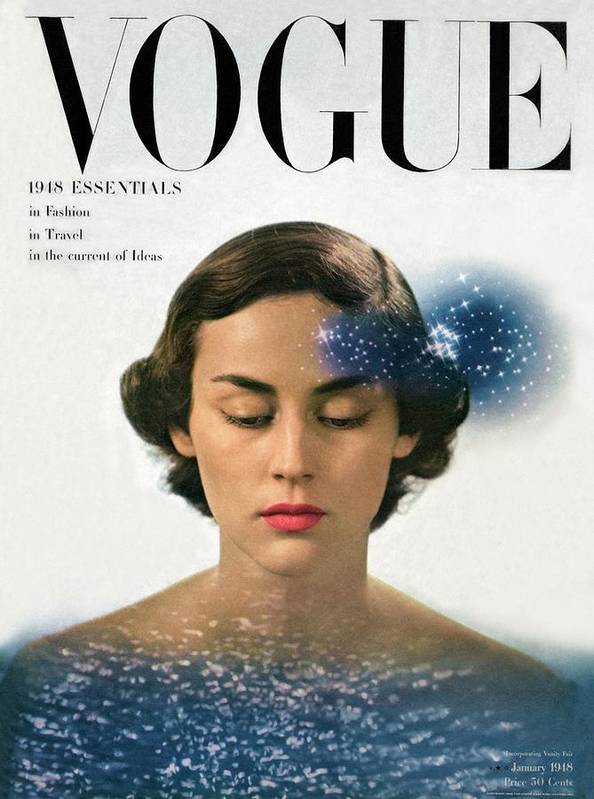 VOGUE
1948 ESSENTIALS
in Fashion
in Travel
in the current of Ideas
Incorporating Vanity Fair
January 1948
Price 50 Cents